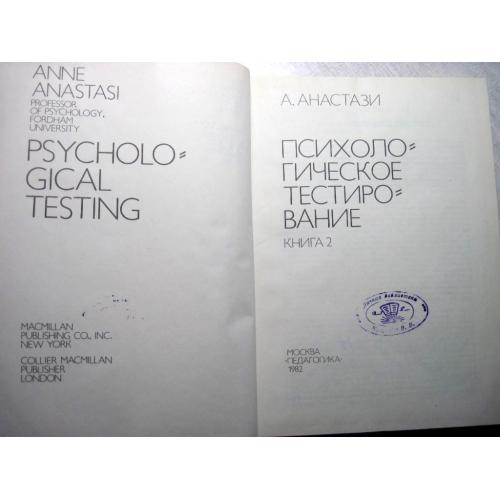 ANNE
ANASTASI
PROFESSOR
OF PSYCHOLOGY,
FORDHAM
UNIVERSITY
PSYCHOLO=
GICAL
TESTING
MACMILLAN
PUBLISHING CO., INC.
NEW YORK
COLLIER MACMILLAN
PUBLISHER
LONDON
А. АНАСТАЗИ
ПСИХОЛО=
ГИЧЕСКОЕ
ТЕСТИРО=
ВАНИЕ
КНИГА 2
МОСКВА
«ПЕДАГОГИКА»
1982